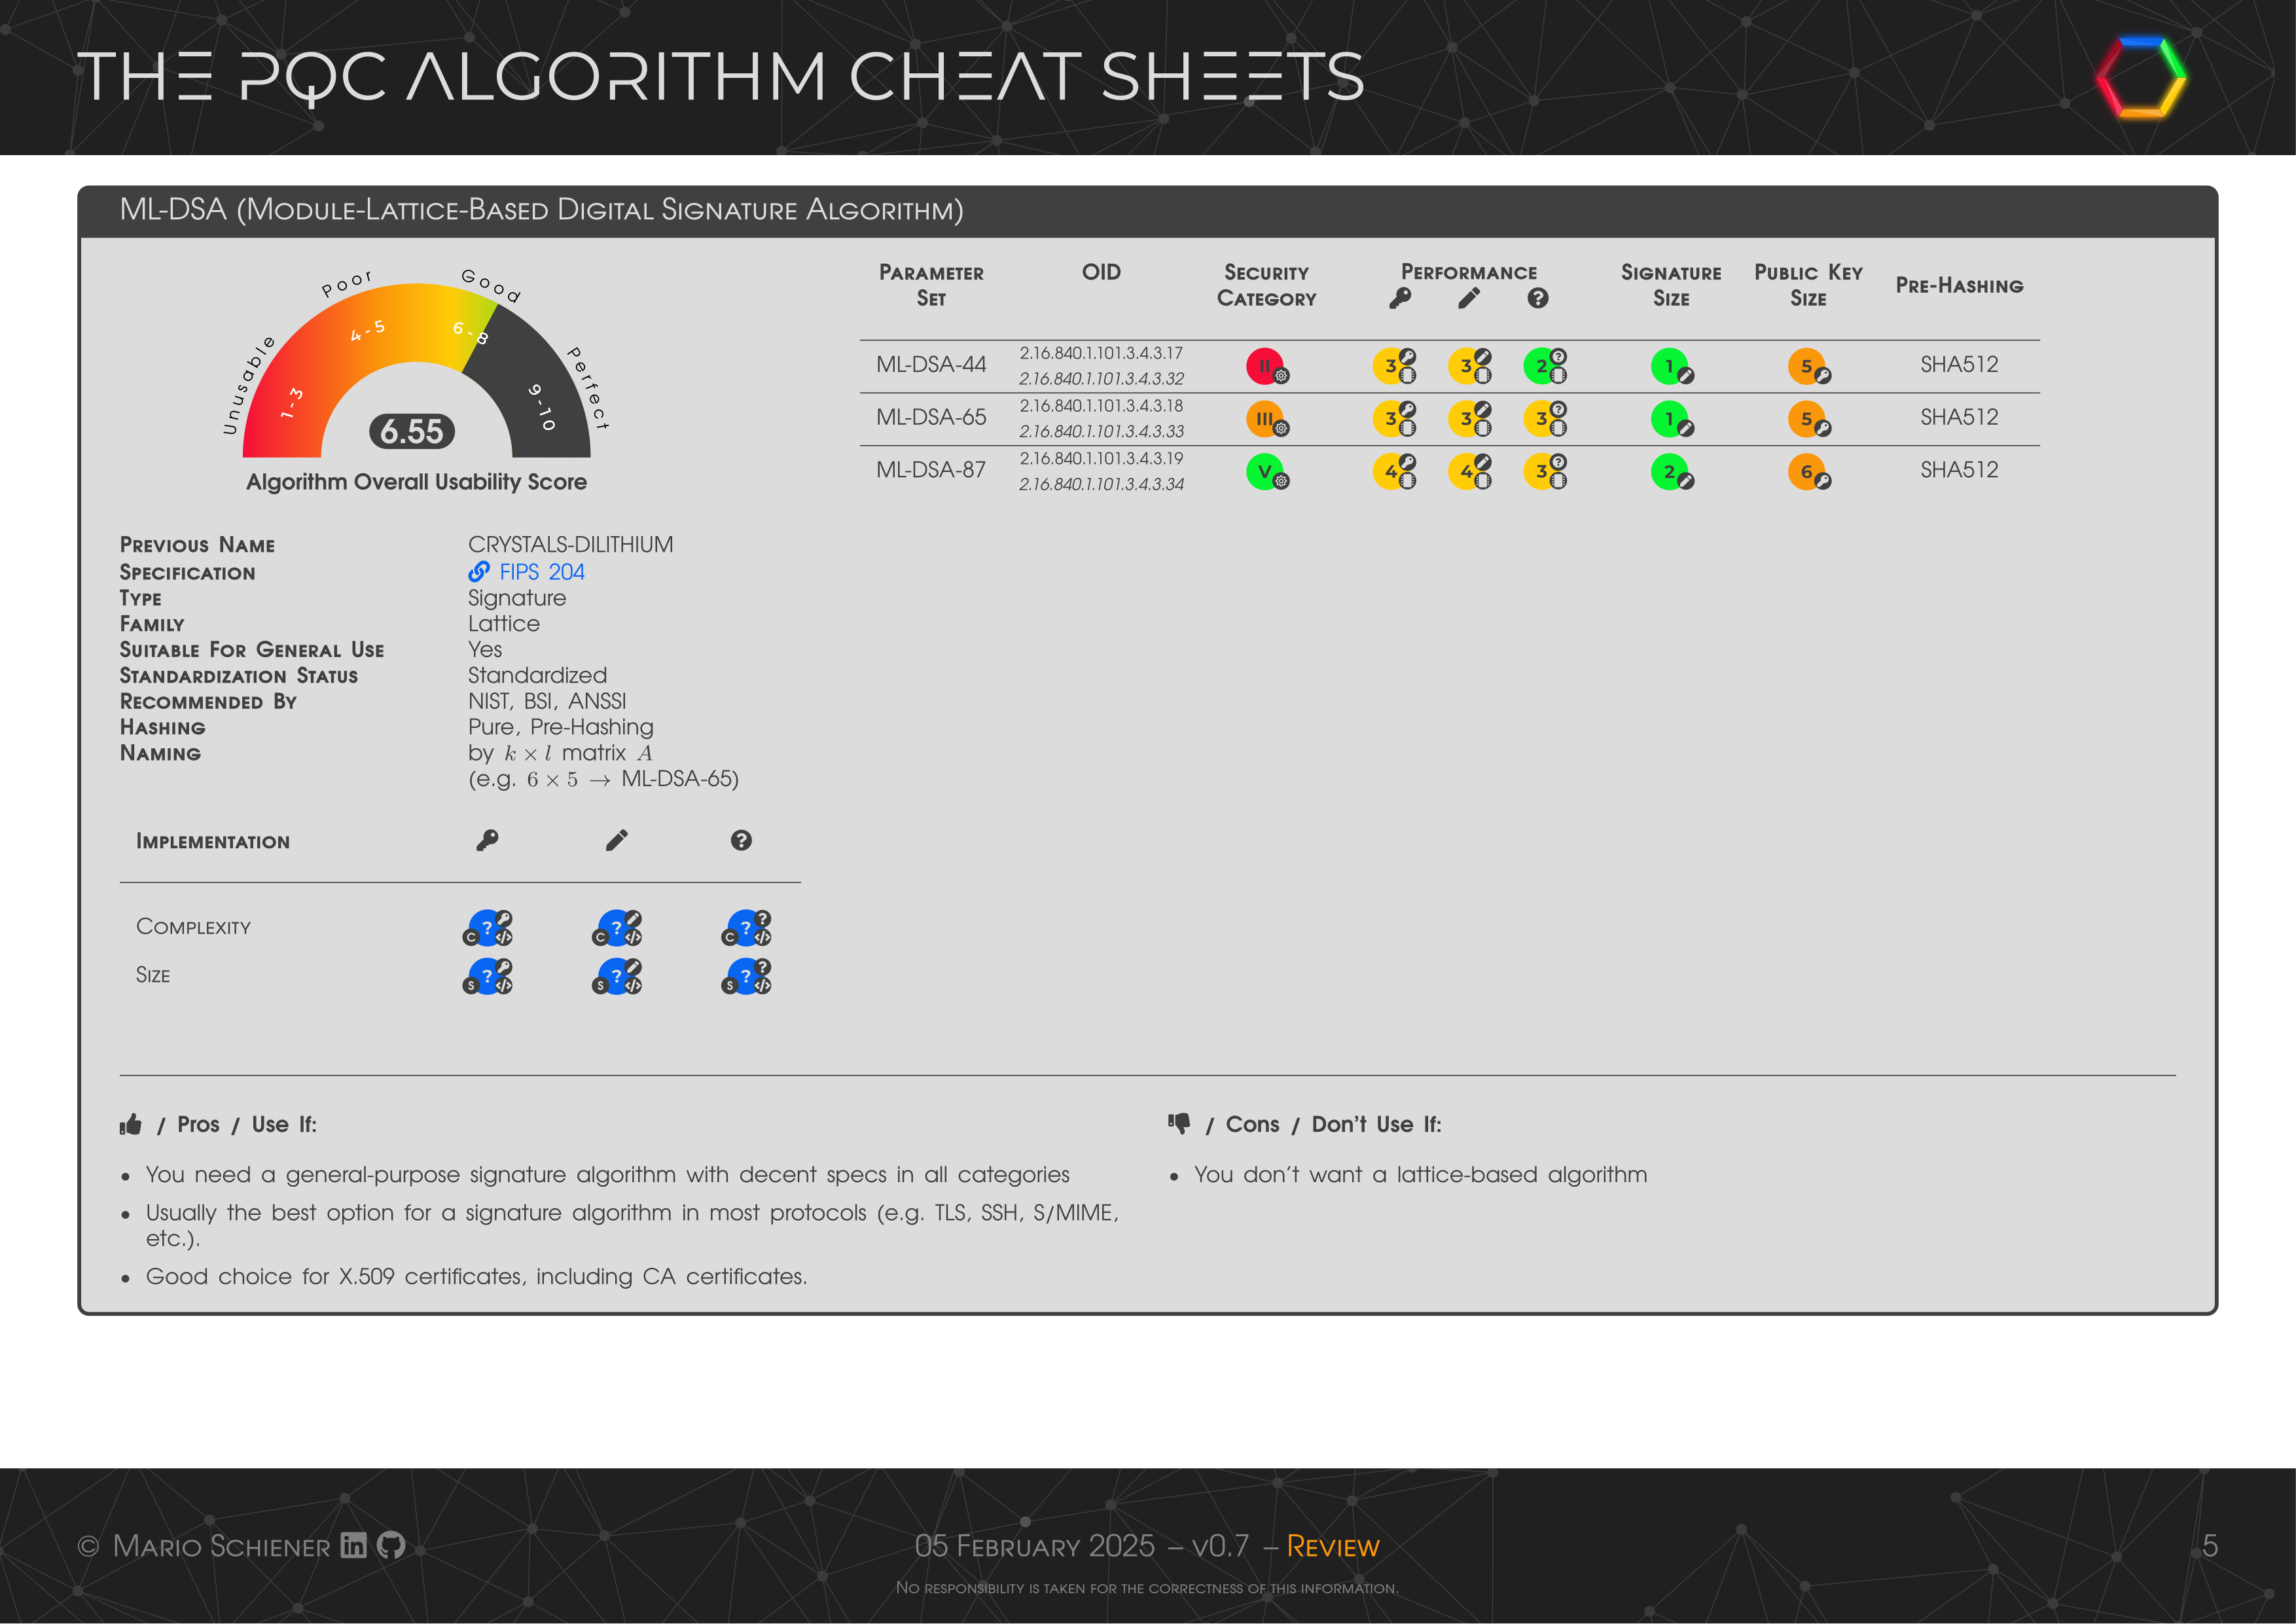 THE PQC ALGORITHM CHEAT SHEETS
ML-DSA (Module-Lattice-Based Digital Signature Algorithm)
Unusable
Poor
Good
Perfect
1-3
4-5
6-8
9-10
6.55
Algorithm Overall Usability Score
Previous Name CRYSTALS-DILITHIUM
Specification FIPS 204
Type Signature
Family Lattice
Suitable For General Use Yes
Standardization Status Standardized
Recommended By NIST, BSI, ANSSI
Hashing Pure, Pre-Hashing
Naming by k × l matrix A
(e.g. 6 × 5 → ML-DSA-65)
Implementation ?
Complexity ? C </> ? C </> ? ? C </>
Size ? S </> ? S </> ? ? S </>
Parameter Set OID Security Category Performance ? Signature Size Public Key Size Pre-Hashing
ML-DSA-44 2.16.840.1.101.3.4.3.17 II 3 3 2 ? 1 5 SHA512
2.16.840.1.101.3.4.3.32
ML-DSA-65 2.16.840.1.101.3.4.3.18 III 3 3 3 ? 1 5 SHA512
2.16.840.1.101.3.4.3.33
ML-DSA-87 2.16.840.1.101.3.4.3.19 V 4 4 3 ? 2 6 SHA512
2.16.840.1.101.3.4.3.34
/ Pros / Use If:
• You need a general-purpose signature algorithm with decent specs in all categories
• Usually the best option for a signature algorithm in most protocols (e.g. TLS, SSH, S/MIME,
etc.).
• Good choice for X.509 certificates, including CA certificates.
/ Cons / Don't Use If:
• You don't want a lattice-based algorithm
© Mario Schiener in
05 February 2025 – v0.7 – Review
No responsibility is taken for the correctness of this information.
5